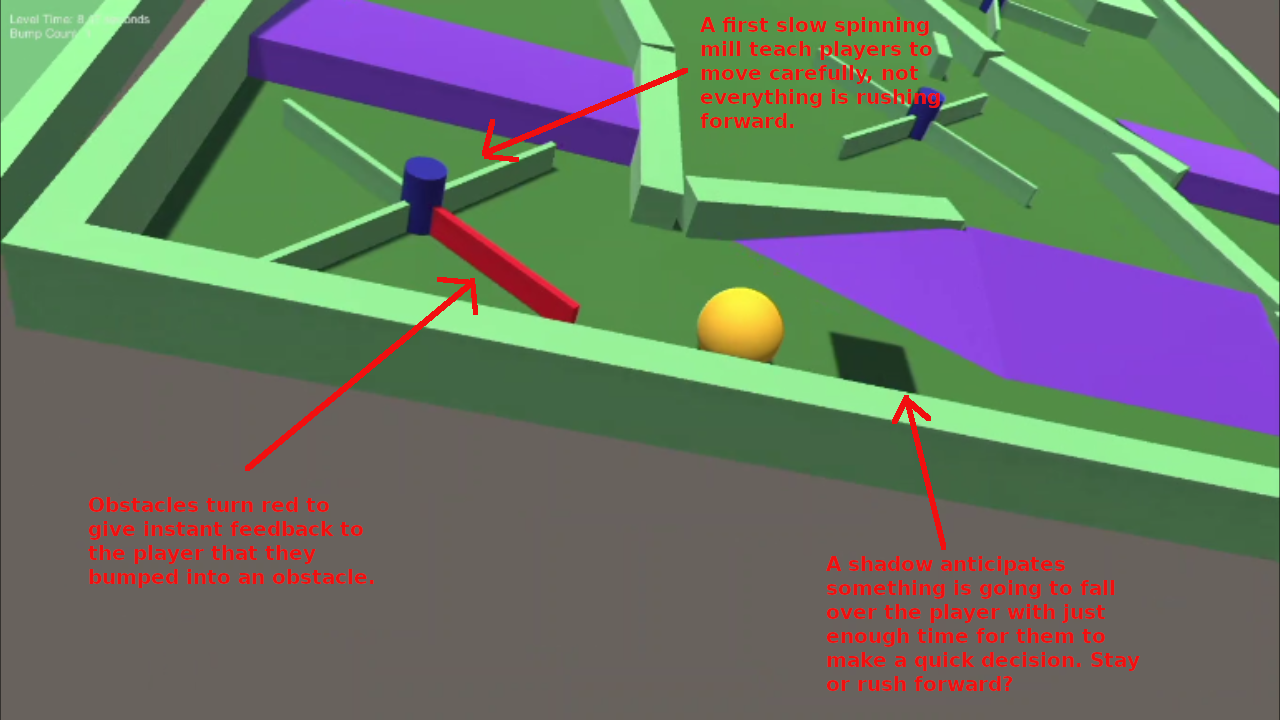 Level Time: 8. seconds
Bump Count:
A first slow spinning
mill teach players to
move carefully, not
everything is rushing
forward.
Obstacles turn red to
give instant feedback to
the player that they
bumped into an obstacle.
A shadow anticipates
something is going to fall
over the player with just
enough time for them to
make a quick decision. Stay
or rush forward?